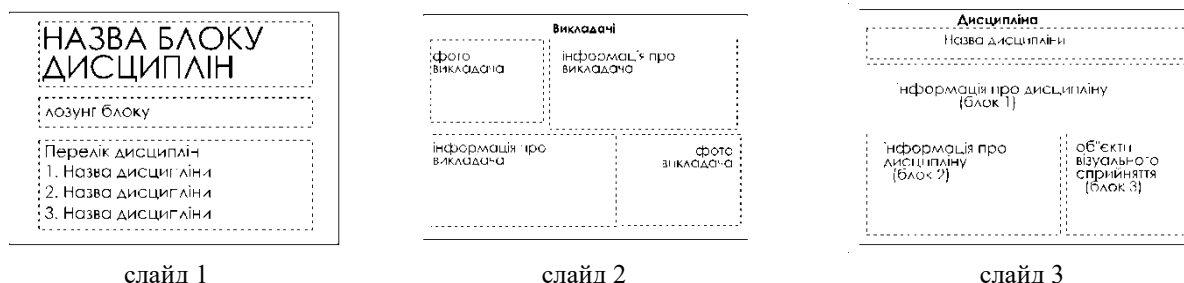 НАЗВА БЛОКУ
ДИСЦИПЛІН
лозунг блоку
Перелік дисциплін
1. Назва дисципліни
2. Назва дисципліни
3. Назва дисципліни
слайд 1
Викладачі
фото
викладача
інформація про
викладача
інформація про
викладача
фото
викладача
слайд 2
Дисципліна
Назва дисципліни
інформація про дисципліну
(блок 1)
інформація про
дисципліну
(блок 2)
об'єкти
візуального
сприйняття
(блок 3)
слайд 3